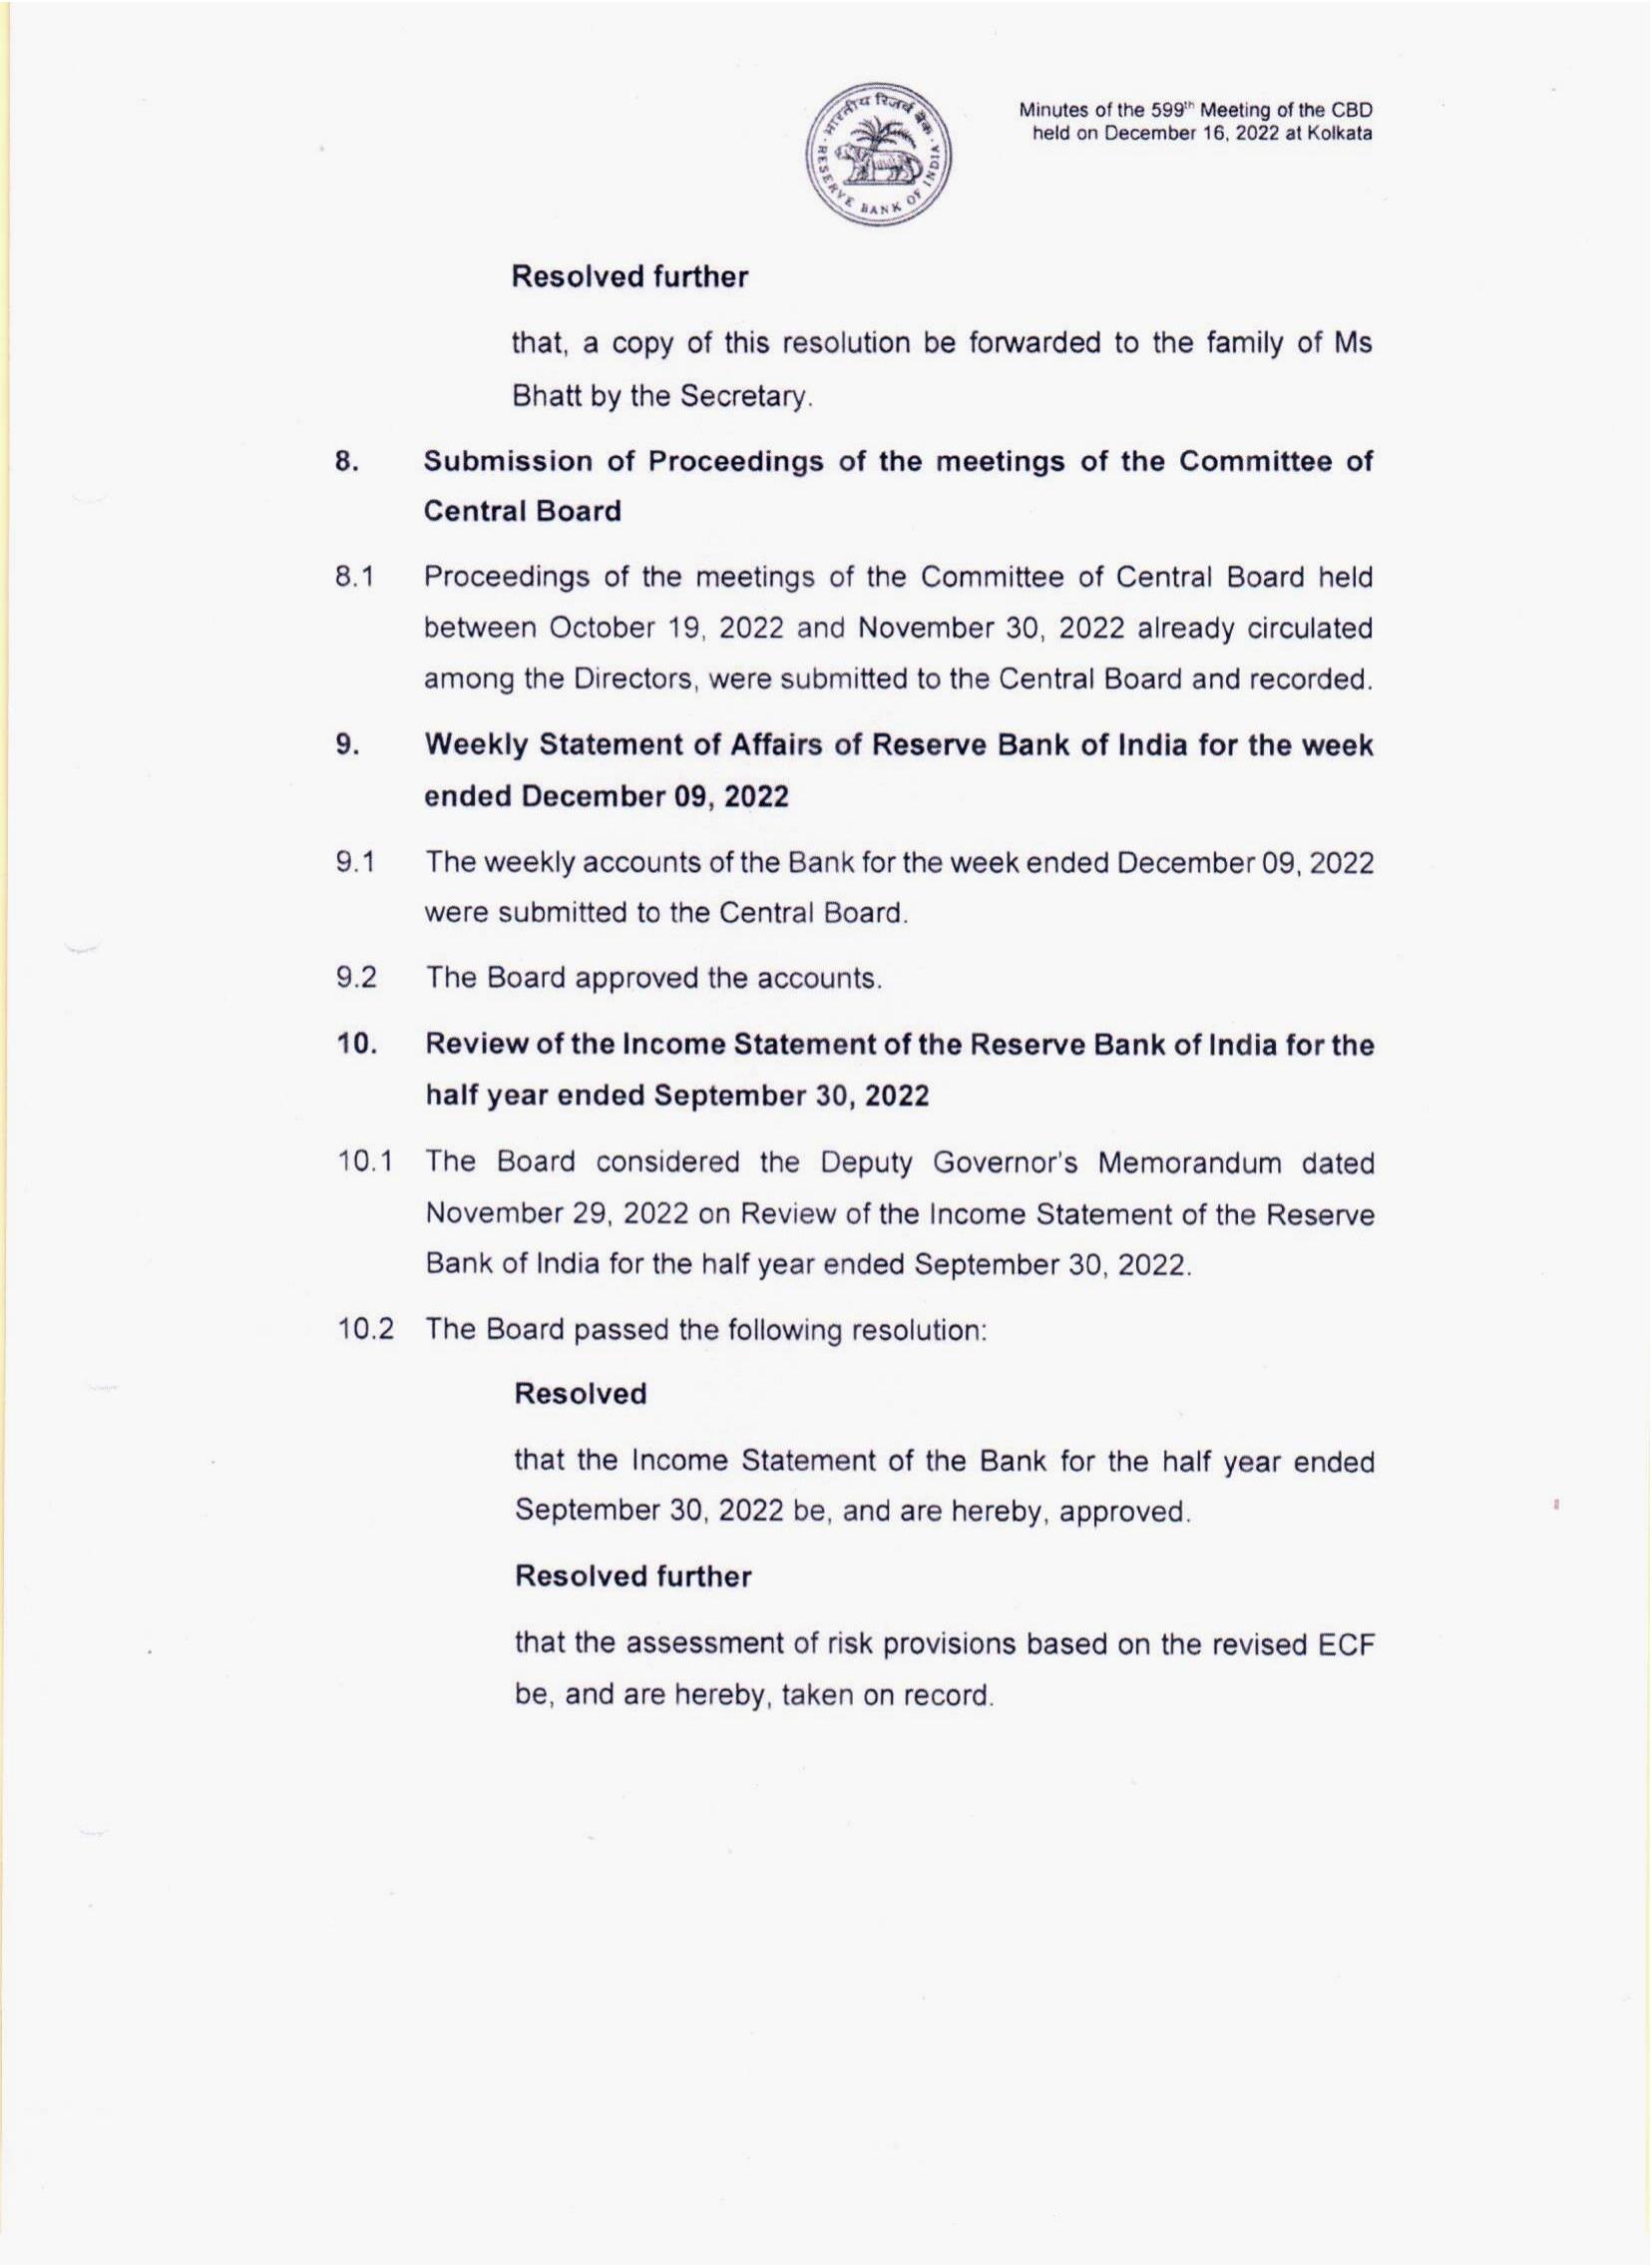 भारतीय रिज़र्व बैंक
RESERVE BANK OF INDIA
Minutes of the 599th Meeting of the CBD
held on December 16, 2022 at Kolkata
Resolved further
that, a copy of this resolution be forwarded to the family of Ms
Bhatt by the Secretary.
8. Submission of Proceedings of the meetings of the Committee of
Central Board
8.1 Proceedings of the meetings of the Committee of Central Board held
between October 19, 2022 and November 30, 2022 already circulated
among the Directors, were submitted to the Central Board and recorded.
9. Weekly Statement of Affairs of Reserve Bank of India for the week
ended December 09, 2022
9.1 The weekly accounts of the Bank for the week ended December 09, 2022
were submitted to the Central Board.
9.2 The Board approved the accounts.
10. Review of the Income Statement of the Reserve Bank of India for the
half year ended September 30, 2022
10.1 The Board considered the Deputy Governor's Memorandum dated
November 29, 2022 on Review of the Income Statement of the Reserve
Bank of India for the half year ended September 30, 2022.
10.2 The Board passed the following resolution:
Resolved
that the Income Statement of the Bank for the half year ended
September 30, 2022 be, and are hereby, approved.
Resolved further
that the assessment of risk provisions based on the revised ECF
be, and are hereby, taken on record.